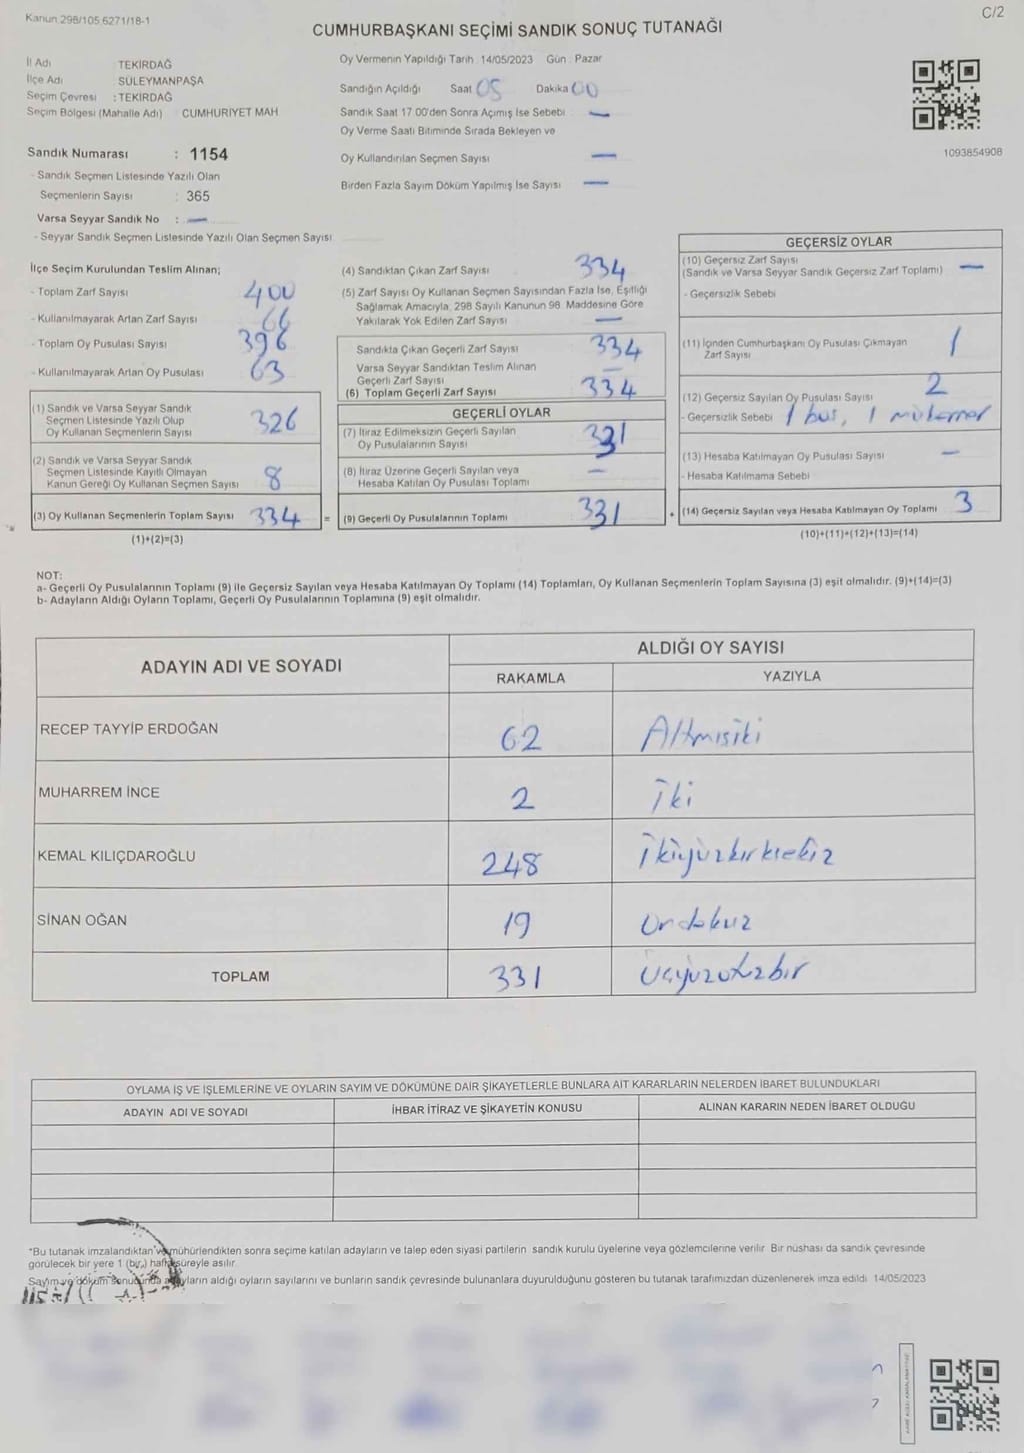 Kanun 298/105 6271/18-1
C/2
CUMHURBAŞKANI SEÇİMİ SANDIK SONUÇ TUTANAĞI
İl Adı : TEKİRDAĞ
İlçe Adı : SÜLEYMANPAŞA
Seçim Çevresi : TEKİRDAĞ
Seçim Bölgesi (Mahalle Adı) : CUMHURİYET MAH
Sandık Numarası : 1154
- Sandık Seçmen Listesinde Yazılı Olan
Seçmenlerin Sayısı : 365
Varsa Seyyar Sandık No : —
- Seyyar Sandık Seçmen Listesinde Yazılı Olan Seçmen Sayısı
Oy Vermenin Yapıldığı Tarih 14/05/2023 Gün Pazar
Sandığın Açıldığı Saat 05 Dakika 00
Sandık Saat 17 00'den Sonra Açımış İse Sebebi —
Oy Verme Saati Bitiminde Sırada Bekleyen ve
Oy Kullandırılan Seçmen Sayısı —
Birden Fazla Sayım Döküm Yapılmış İse Sayısı —
1093854908
İlçe Seçim Kurulundan Teslim Alınan;
- Toplam Zarf Sayısı 400
- Kullanılmayarak Artan Zarf Sayısı 66
- Toplam Oy Pusulası Sayısı 396
- Kullanılmayarak Artan Oy Pusulası 63
(1) Sandık ve Varsa Seyyar Sandık
Seçmen Listesinde Yazılı Olup
Oy Kullanan Seçmenlerin Sayısı 326
(2) Sandık ve Varsa Seyyar Sandık
Seçmen Listesinde Kayıtlı Olmayan
Kanun Gereği Oy Kullanan Seçmen Sayısı 8
(3) Oy Kullanan Seçmenlerin Toplam Sayısı 334 =
(1)+(2)=(3)
(4) Sandıktan Çıkan Zarf Sayısı 334
(5) Zarf Sayısı Oy Kullanan Seçmen Sayısından Fazla İse, Eşitliği
Sağlamak Amacıyla, 298 Sayılı Kanunun 98 Maddesine Göre
Yakılarak Yok Edilen Zarf Sayısı —
Sandıkta Çıkan Geçerli Zarf Sayısı 334
Varsa Seyyar Sandıktan Teslim Alınan
Geçerli Zarf Sayısı —
(6) Toplam Geçerli Zarf Sayısı 334
GEÇERLİ OYLAR
(7) İtiraz Edilmeksizin Geçerli Sayılan
Oy Pusulalarının Sayısı 331
(8) İtiraz Üzerine Geçerli Sayılan veya
Hesaba Katılan Oy Pusulası Toplamı —
(9) Geçerli Oy Pusulalarının Toplamı 331 +
GEÇERSİZ OYLAR
(10) Geçersiz Zarf Sayısı
(Sandık ve Varsa Seyyar Sandık Geçersiz Zarf Toplamı) —
- Geçersizlik Sebebi
(11) İçinden Cumhurbaşkanı Oy Pusulası Çıkmayan
Zarf Sayısı 1
(12) Geçersiz Sayılan Oy Pusulası Sayısı 2
- Geçersizlik Sebebi 1 boş, 1 mükerrer
(13) Hesaba Katılmayan Oy Pusulası Sayısı —
- Hesaba Katılmama Sebebi
(14) Geçersiz Sayılan veya Hesaba Katılmayan Oy Toplamı 3
(10)+(11)+(12)+(13)=(14)
NOT:
a- Geçerli Oy Pusulalarının Toplamı (9) ile Geçersiz Sayılan veya Hesaba Katılmayan Oy Toplamı (14) Toplamları, Oy Kullanan Seçmenlerin Toplam Sayısına (3) eşit olmalıdır. (9)+(14)=(3)
b- Adayların Aldığı Oyların Toplamı, Geçerli Oy Pusulalarının Toplamına (9) eşit olmalıdır.
ADAYIN ADI VE SOYADI
ALDIĞI OY SAYISI
RAKAMLA YAZIYLA
RECEP TAYYİP ERDOĞAN 62 Altmışiki
MUHARREM İNCE 2 İki
KEMAL KILIÇDAROĞLU 248 İkiyüzkırksekiz
SİNAN OĞAN 19 Ondokuz
TOPLAM 331 Üçyüzotuzbir
OYLAMA İŞ VE İŞLEMLERİNE VE OYLARIN SAYIM VE DÖKÜMÜNE DAİR ŞİKAYETLERLE BUNLARA AİT KARARLARIN NELERDEN İBARET BULUNDUKLARI
ADAYIN ADI VE SOYADI İHBAR İTİRAZ VE ŞİKAYETİN KONUSU ALINAN KARARIN NEDEN İBARET OLDUĞU
*Bu tutanak imzalandıktan ve mühürlendikten sonra seçime katılan adayların ve talep eden siyasi partilerin sandık kurulu üyelerine veya gözlemcilerine verilir Bir nüshası da sandık çevresinde
görülecek bir yere 1 (bir) hafta süreyle asılır
Sayım ve döküm sonucunda adayların aldığı oyların sayılarını ve bunların sandık çevresinde bulunanlara duyurulduğunu gösteren bu tutanak tarafımızdan düzenlenerek imza edildi 14/05/2023